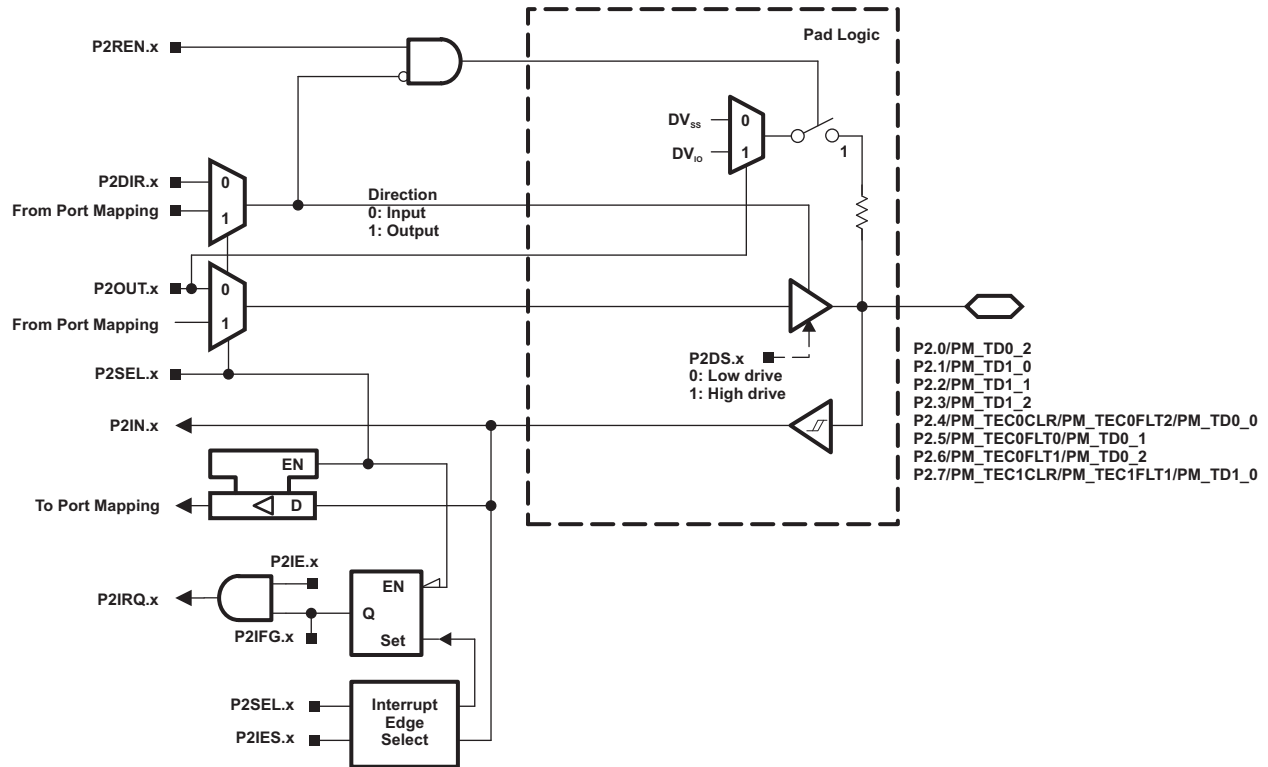 Pad Logic
P2REN.x
DVSS
0
DVIO
1
1
P2DIR.x
0
From Port Mapping
1
Direction
0: Input
1: Output
P2OUT.x
0
From Port Mapping
1
P2SEL.x
P2DS.x
0: Low drive
1: High drive
P2.0/PM_TD0_2
P2.1/PM_TD1_0
P2.2/PM_TD1_1
P2.3/PM_TD1_2
P2.4/PM_TEC0CLR/PM_TEC0FLT2/PM_TD0_0
P2.5/PM_TEC0FLT0/PM_TD0_1
P2.6/PM_TEC0FLT1/PM_TD0_2
P2.7/PM_TEC1CLR/PM_TEC1FLT1/PM_TD1_0
P2IN.x
EN
To Port Mapping
D
P2IE.x
EN
P2IRQ.x
Q
P2IFG.x
Set
P2SEL.x
P2IES.x
Interrupt
Edge
Select